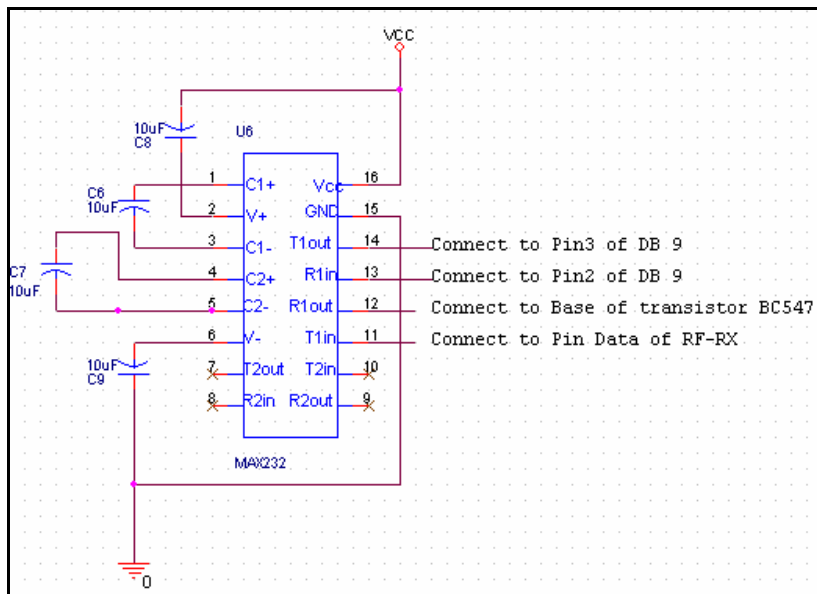 VCC
10uF
C8
U6
1
C1+
Vcc
16
C6
10uF
2
V+
GND
15
3
C1-
T1out
14
Connect to Pin3 of DB 9
C7
10uF
4
C2+
R1in
13
Connect to Pin2 of DB 9
5
C2-
R1out
12
Connect to Base of transistor BC547
6
V-
T1in
11
Connect to Pin Data of RF-RX
10uF
C9
7
T2out
T2in
10
8
R2in
R2out
9
MAX232
0